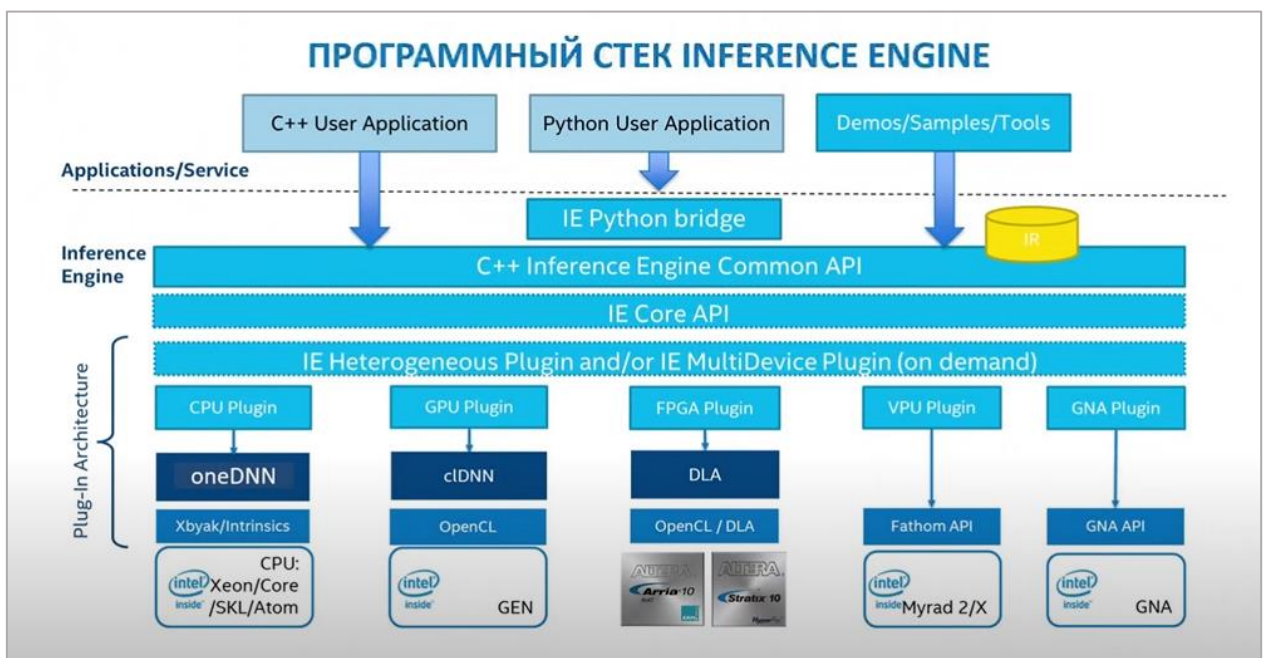 ПРОГРАММНЫЙ СТЕК INFERENCE ENGINE
C++ User Application
Python User Application
Demos/Samples/Tools
Applications/Service
IE Python bridge
IR
Inference
Engine
C++ Inference Engine Common API
IE Core API
Plug-In Architecture
IE Heterogeneous Plugin and/or IE MultiDevice Plugin (on demand)
CPU Plugin
GPU Plugin
FPGA Plugin
VPU Plugin
GNA Plugin
oneDNN
clDNN
DLA
Xbyak/Intrinsics
OpenCL
OpenCL / DLA
Fathom API
GNA API
intel inside
CPU:
Xeon/Core
/SKL/Atom
intel inside
GEN
ALTERA
Arria 10
ALTERA
Stratix 10
intel inside
Myrad 2/X
intel inside
GNA